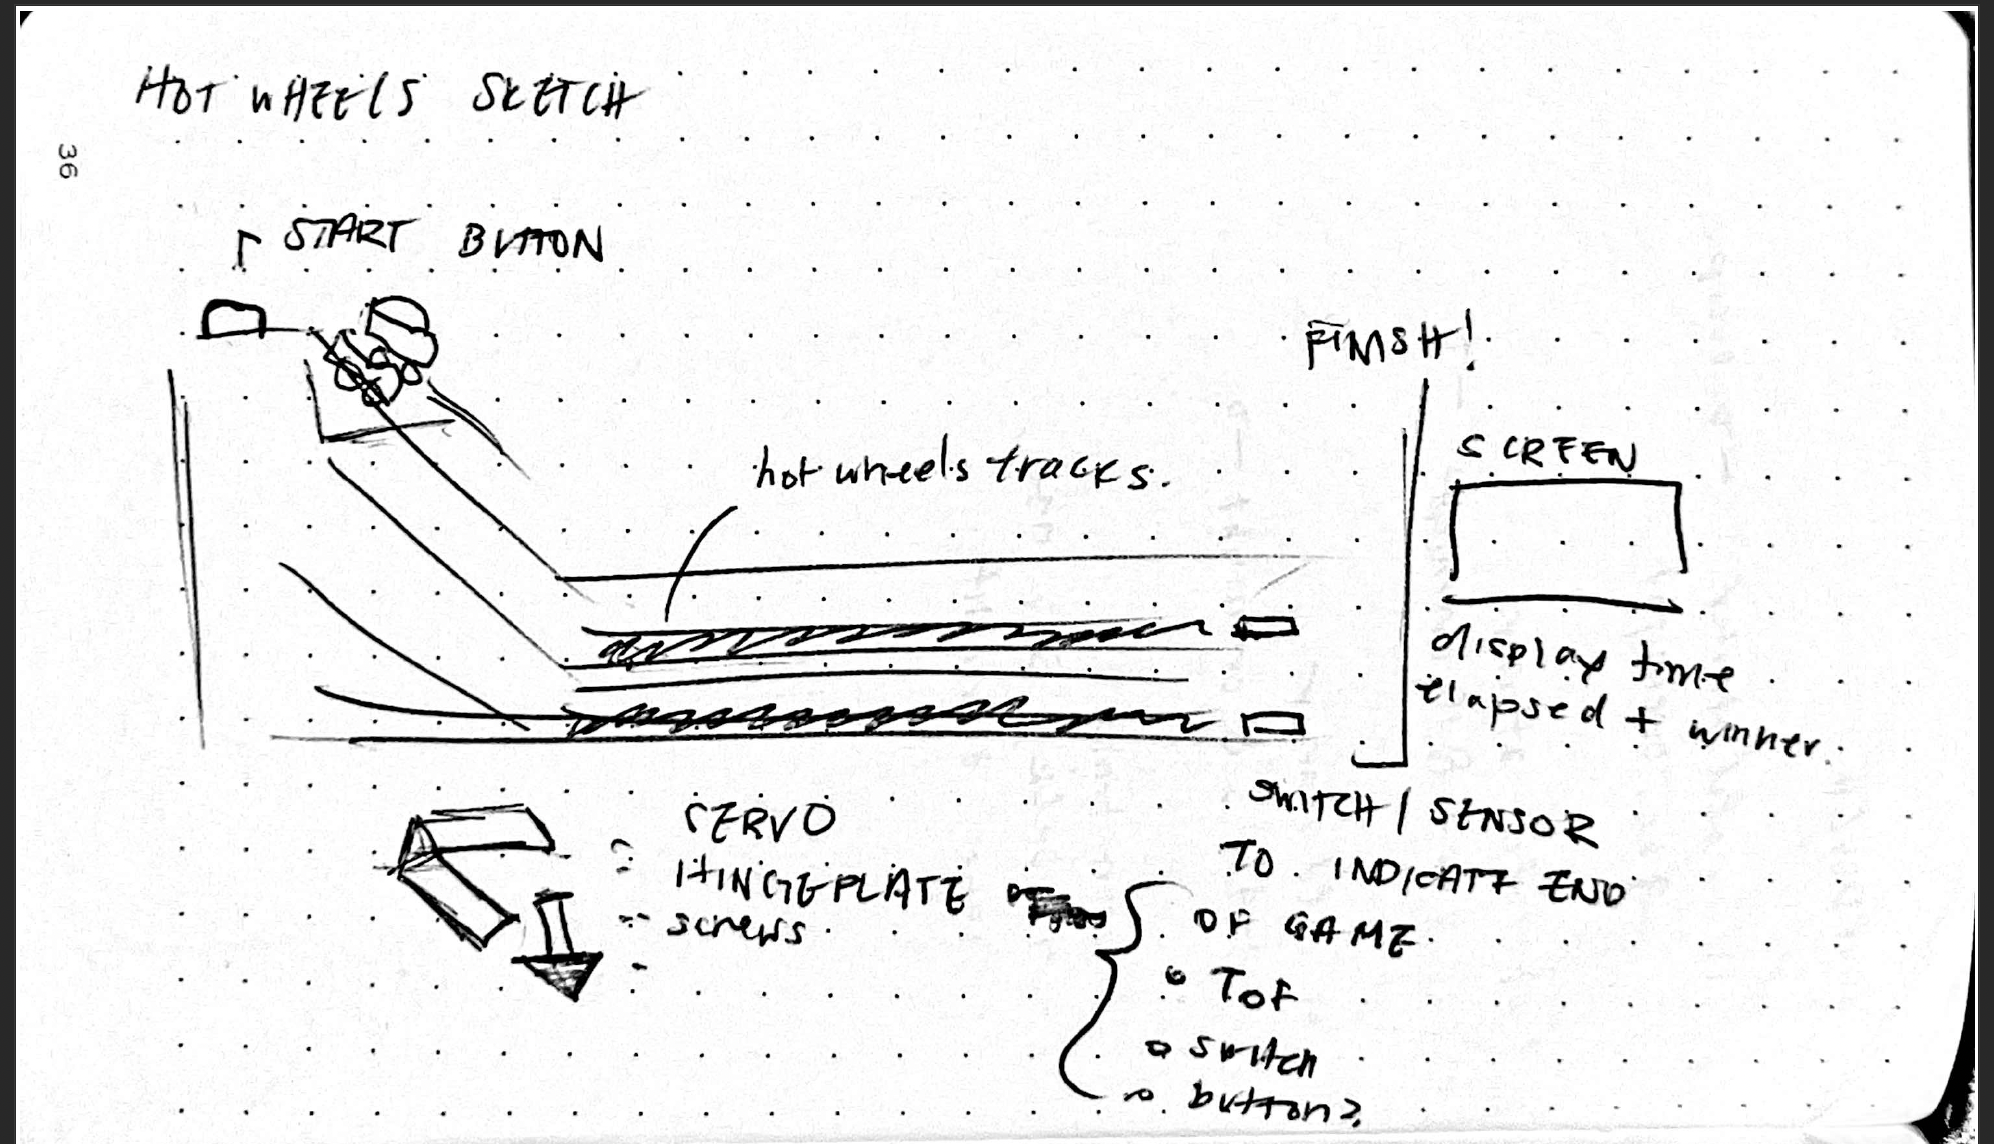 HOT WHEELS SKETCH
36
START BUTTON
FINISH!
SCREEN
hot wheels tracks.
display time
elapsed + winner.
SERVO
HINGEPLATE
screws
SWITCH / SENSOR
TO INDICATE END
OF GAME
ToF
switch
button?